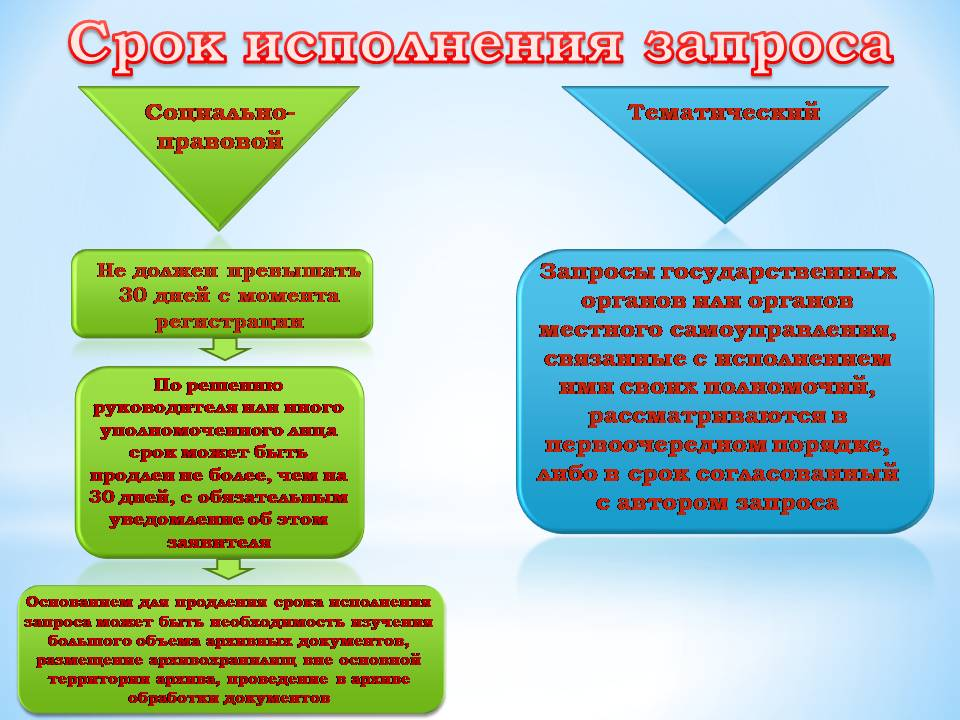 Срок исполнения запроса
Социально-
правовой
Не должен превышать
30 дней с момента
регистрации
По решению
руководителя или иного
уполномоченного лица
срок может быть
продлен не более, чем на
30 дней, с обязательным
уведомление об этом
заявителя
Основанием для продления срока исполнения
запроса может быть необходимость изучения
большого объема архивных документов,
размещение архивохранилищ вне основной
территории архива, проведение в архиве
обработки документов
Тематический
Запросы государственных
органов или органов
местного самоуправления,
связанные с исполнением
ими своих полномочий,
рассматриваются в
первоочередном порядке,
либо в срок согласованный
с автором запроса